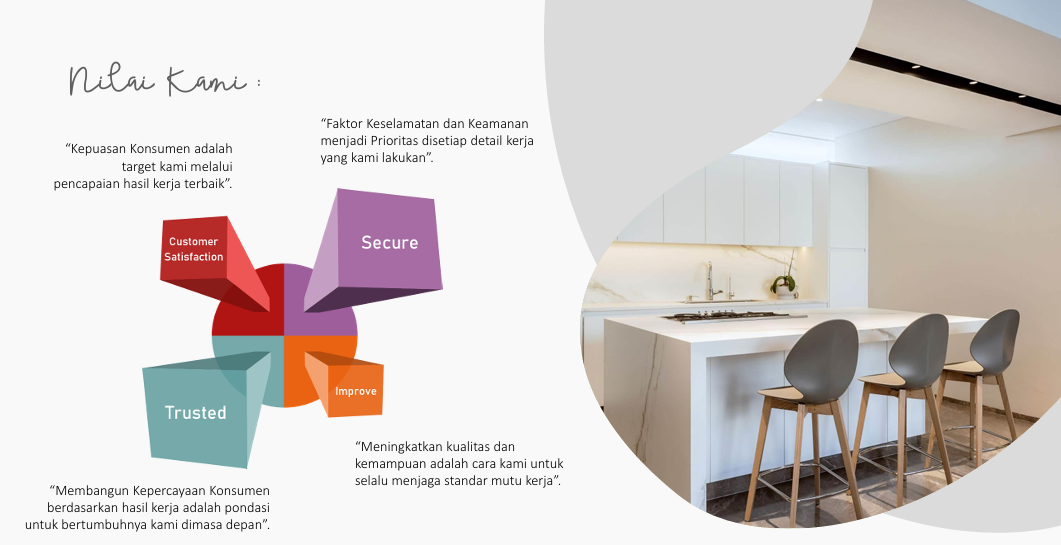 Nilai Kami :
“Faktor Keselamatan dan Keamanan
menjadi Prioritas disetiap detail kerja
yang kami lakukan”.
“Kepuasan Konsumen adalah
target kami melalui
pencapaian hasil kerja terbaik”.
Customer
Satisfaction
Secure
Trusted
Improve
“Meningkatkan kualitas dan
kemampuan adalah cara kami untuk
selalu menjaga standar mutu kerja”.
“Membangun Kepercayaan Konsumen
berdasarkan hasil kerja adalah pondasi
untuk bertumbuhnya kami dimasa depan”.